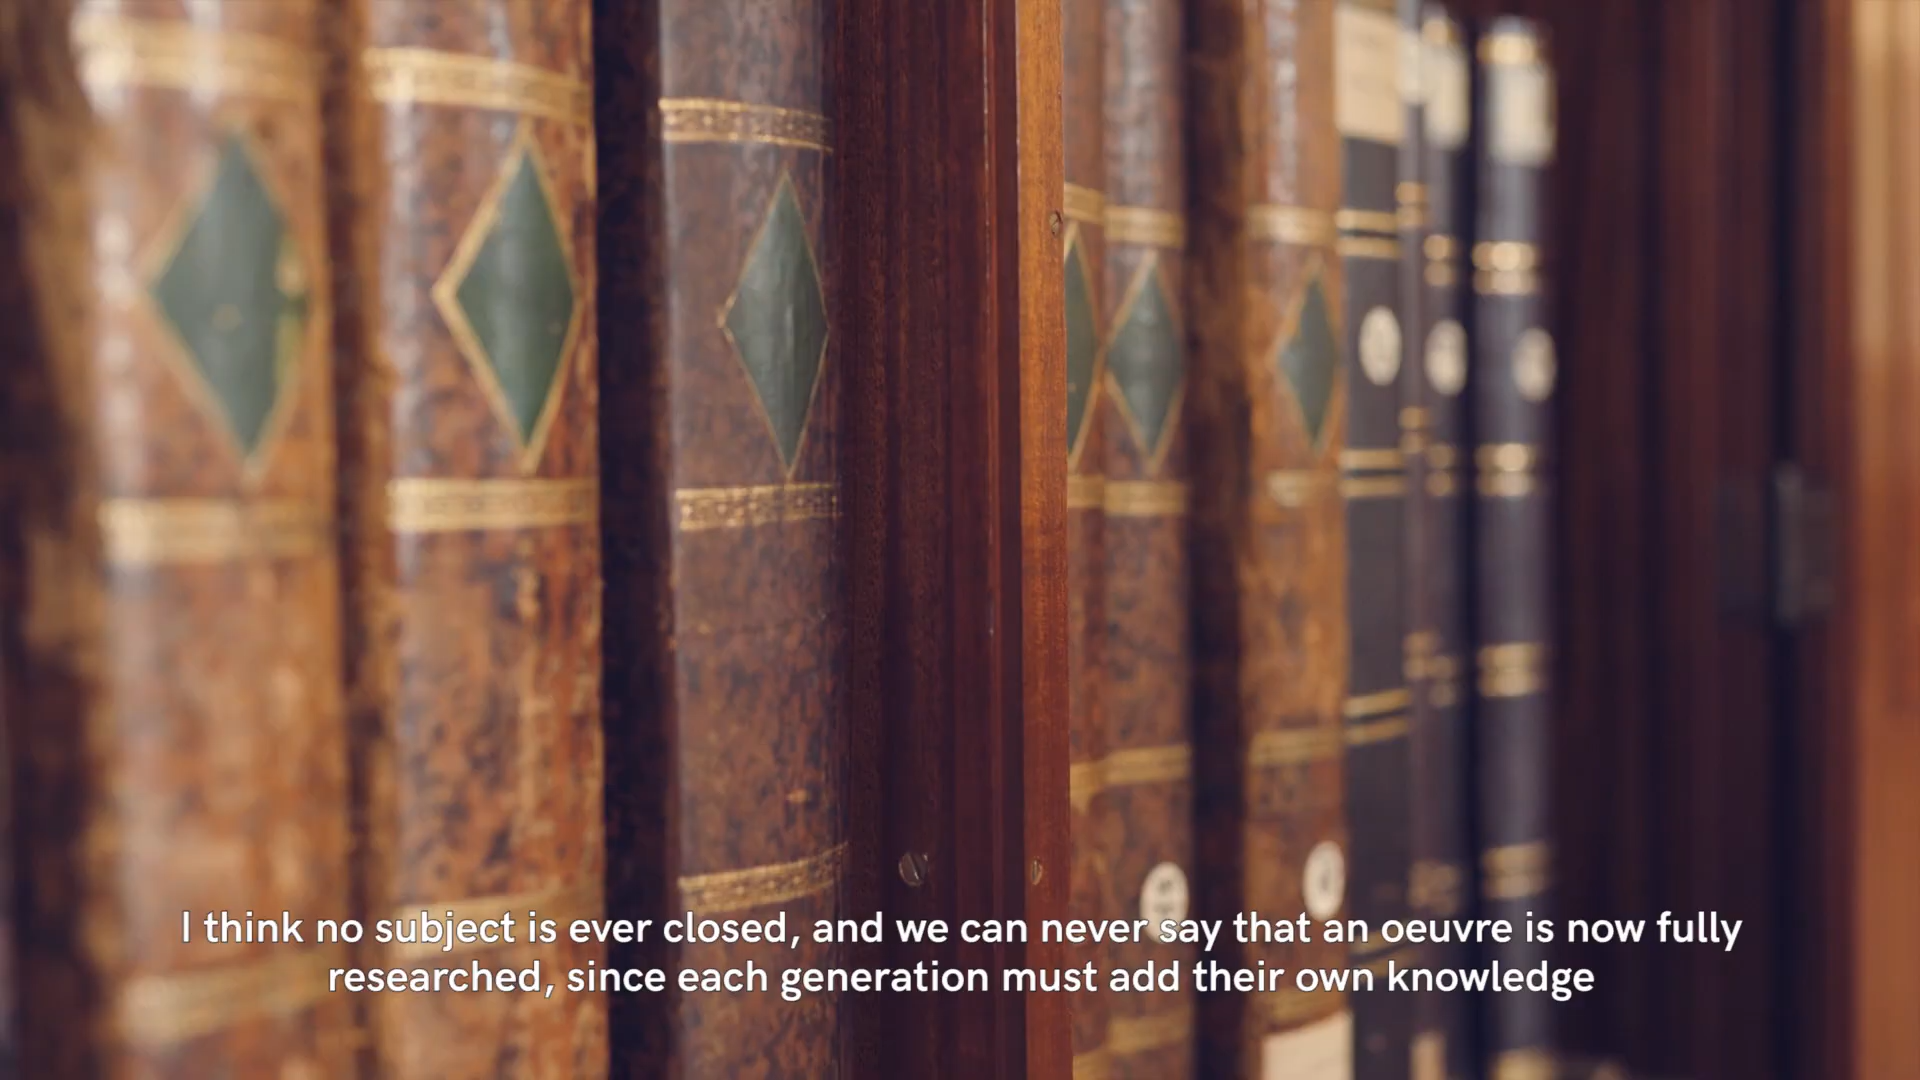 I think no subject is ever closed, and we can never say that an oeuvre is now fully
researched, since each generation must add their own knowledge